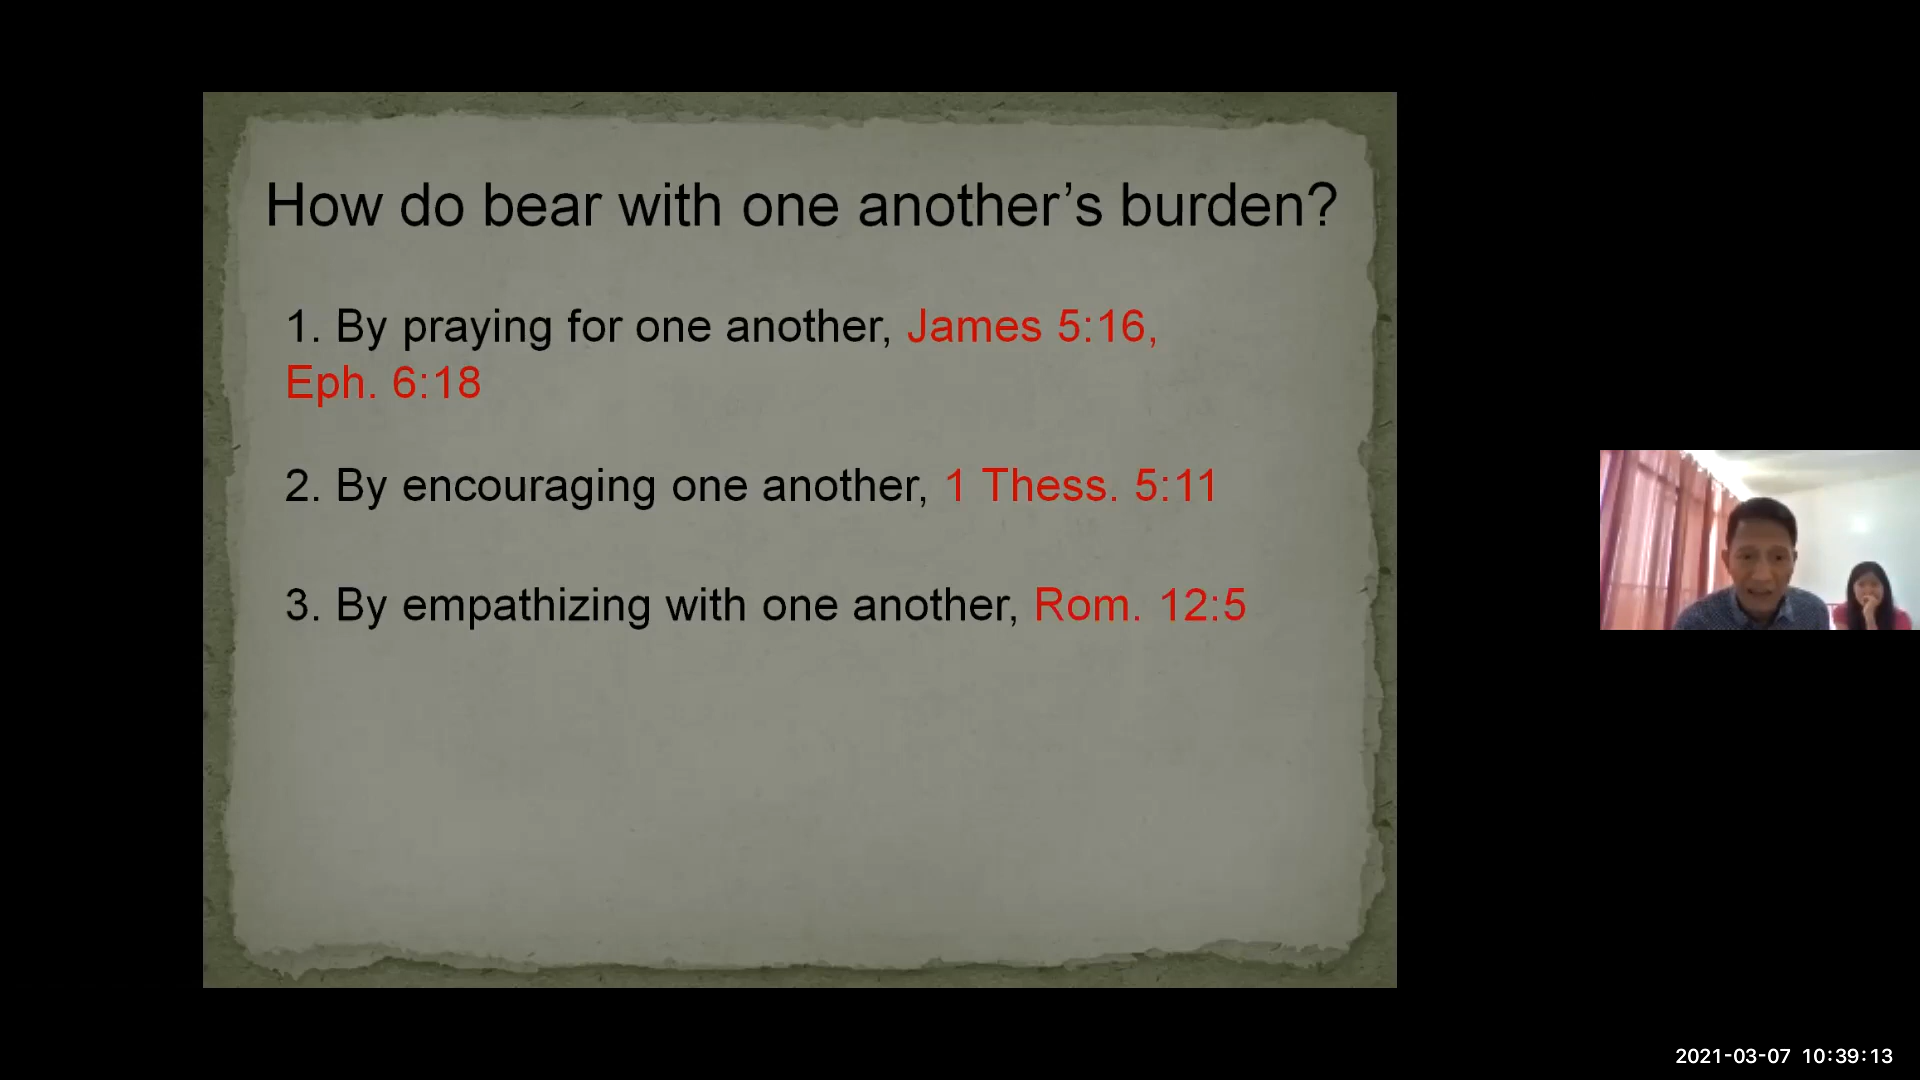 How do bear with one another’s burden?
1. By praying for one another, James 5:16,
Eph. 6:18
2. By encouraging one another, 1 Thess. 5:11
3. By empathizing with one another, Rom. 12:5
2021-03-07 10:39:13